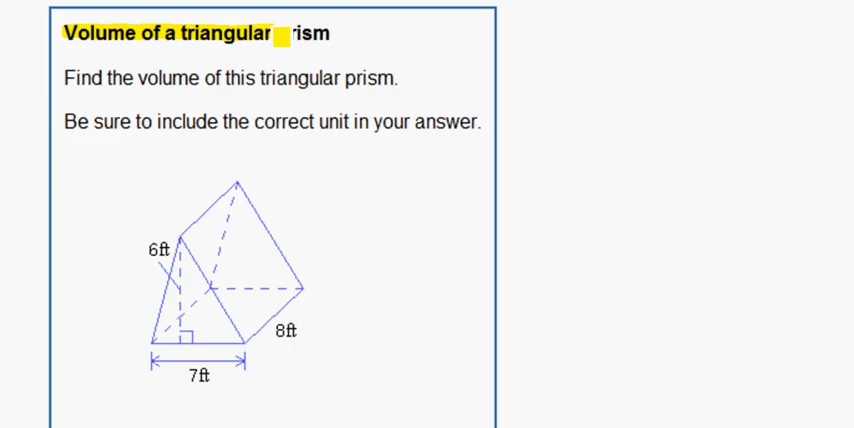 Volume of a triangular rism
Find the volume of this triangular prism.
Be sure to include the correct unit in your answer.
6ft
8ft
7ft